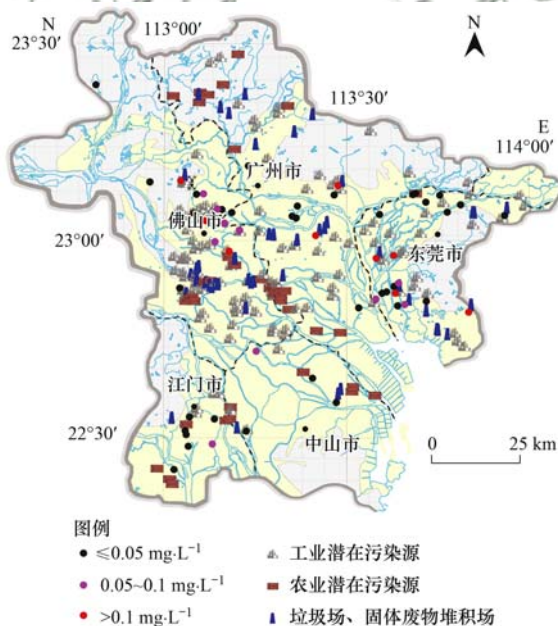 N
113°00′
23°30′
N
113°30′
E
114°00′
广州市
佛山市
23°00′
东莞市
江门市
22°30′
中山市
0 25 km
图例
≤0.05 mg·L⁻¹ 工业潜在污染源
0.05~0.1 mg·L⁻¹ 农业潜在污染源
>0.1 mg·L⁻¹ 垃圾场、固体废物堆积场